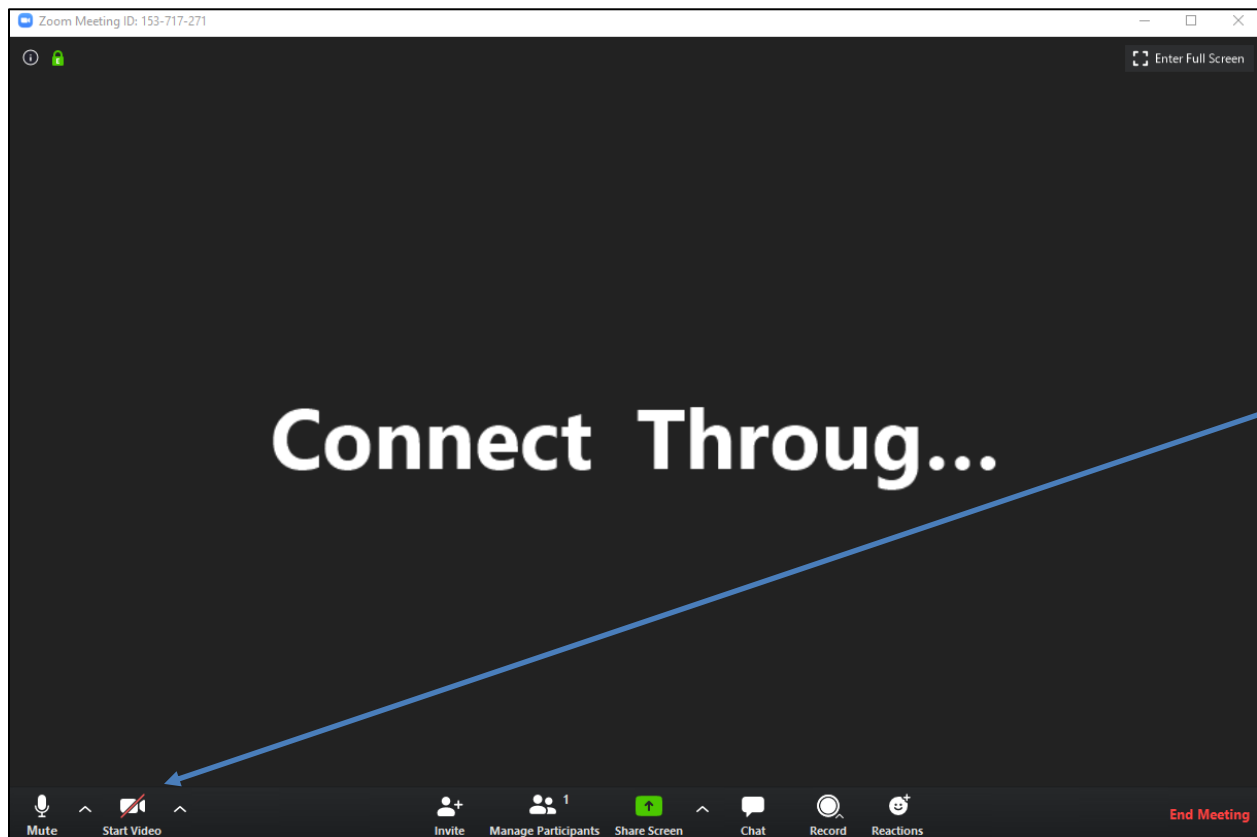 Zoom Meeting ID: 153-717-271
Enter Full Screen
Connect Throug...
Mute Start Video Invite Manage Participants 1 Share Screen Chat Record Reactions End Meeting